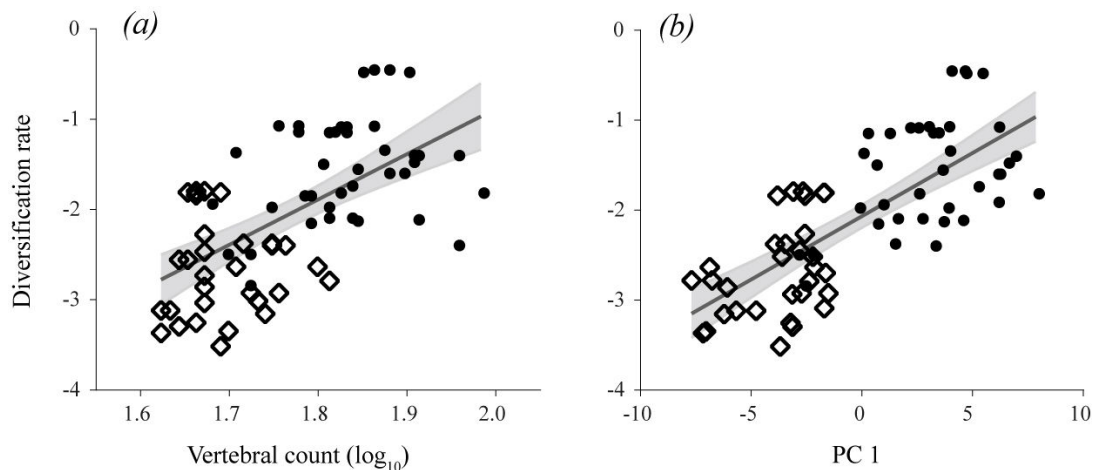 (a)
(b)
Diversification rate
0
-1
-2
-3
-4
1.6 1.7 1.8 1.9 2.0
Vertebral count (log10)
0
-1
-2
-3
-4
-10 -5 0 5 10
PC 1